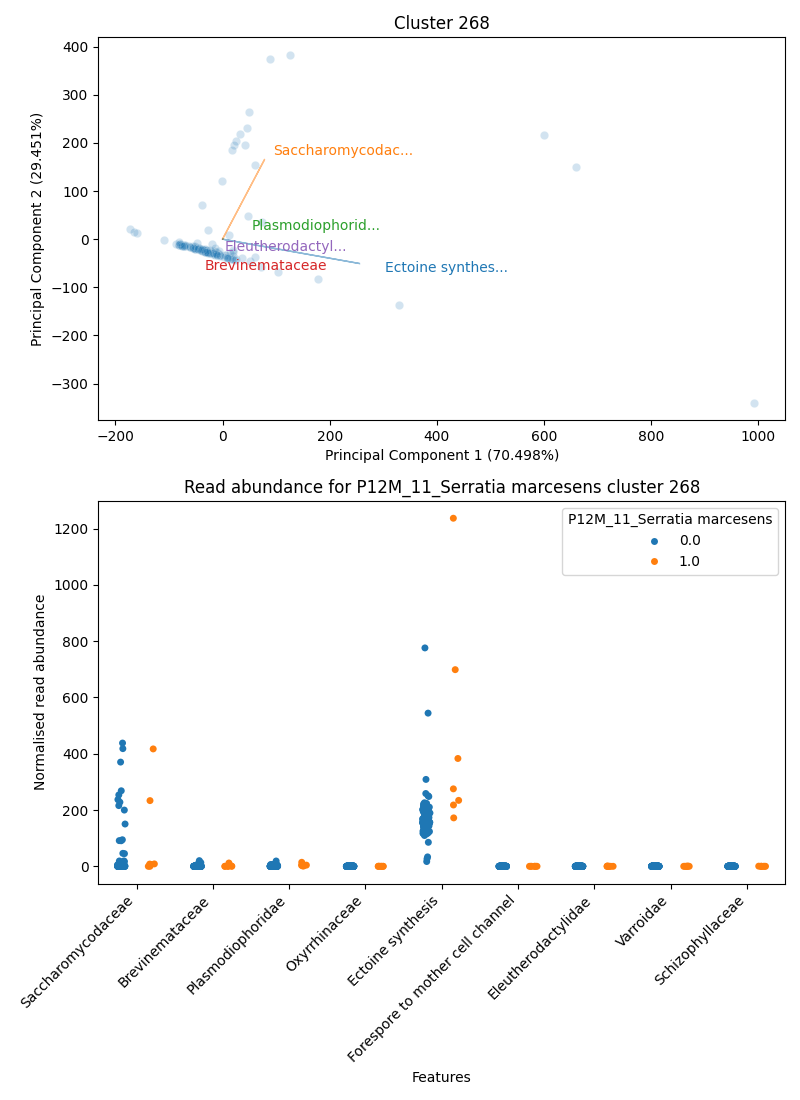 Cluster 268
400
300
200
100
0
−100
−200
−300
Principal Component 2 (29.451%)
Saccharomycodac...
Plasmodiophorid...
Eleutherodactyl...
Brevinemataceae
Ectoine synthes...
−200
0
200
400
600
800
1000
Principal Component 1 (70.498%)
Read abundance for P12M_11_Serratia marcesens cluster 268
1200
1000
800
600
400
200
0
Normalised read abundance
P12M_11_Serratia marcesens
0.0
1.0
Saccharomycodaceae
Brevinemataceae
Plasmodiophoridae
Oxyrrhinaceae
Ectoine synthesis
Forespore to mother cell channel
Eleutherodactylidae
Varroidae
Schizophyllaceae
Features